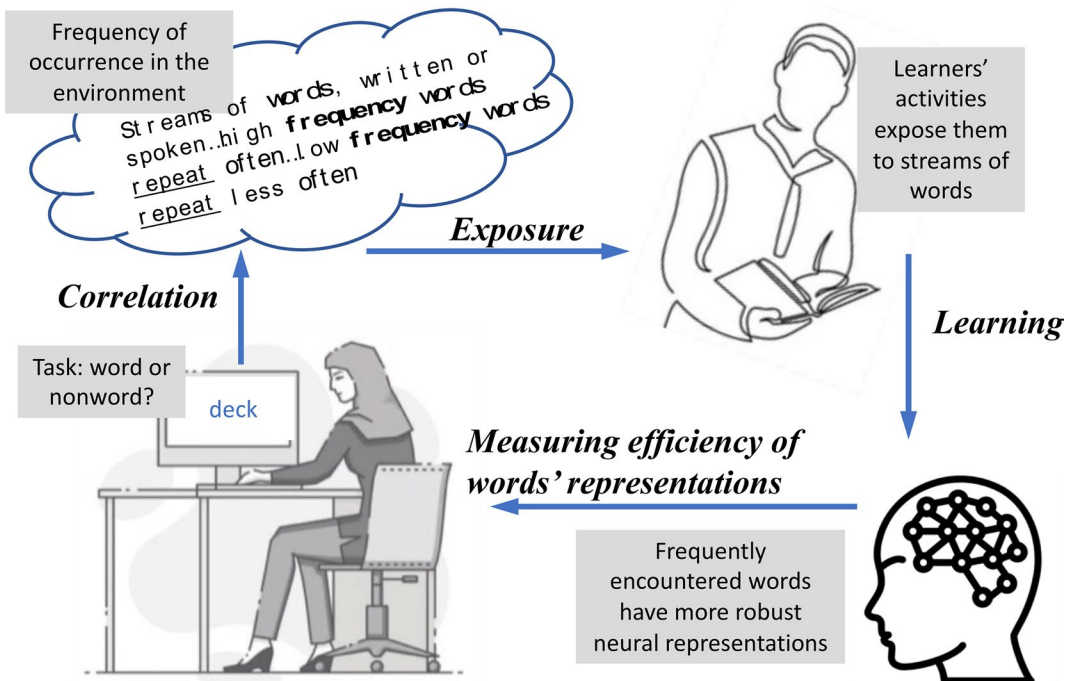 Frequency of
occurrence in the
environment
Streams of words, written or
spoken..high frequency words
repeat often..low frequency words
repeat less often
Learners’
activities
expose them
to streams of
words
Exposure
Correlation
Learning
Task: word or
nonword?
deck
Measuring efficiency of
words’ representations
Frequently
encountered words
have more robust
neural representations